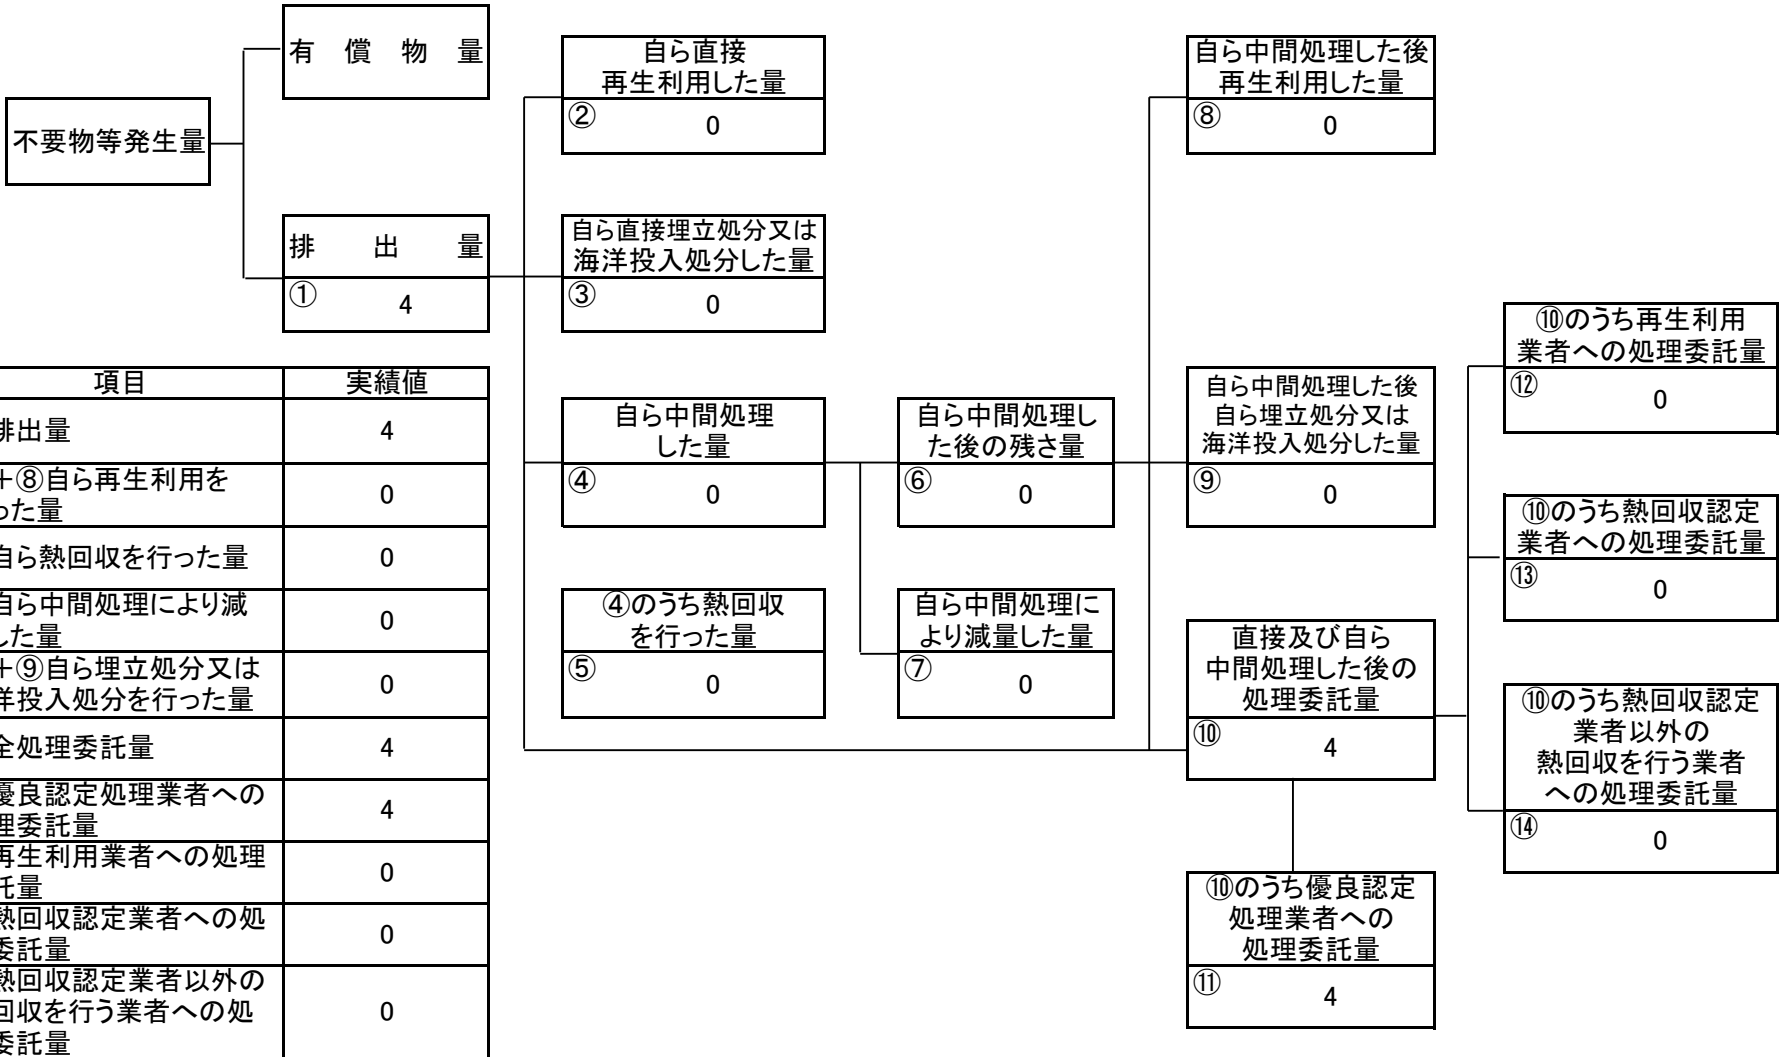 有償物量
不要物等発生量
排出量
① 4
自ら直接
再生利用した量
② 0
自ら直接埋立処分又は
海洋投入処分した量
③ 0
自ら中間処理
した量
④ 0
④のうち熱回収
を行った量
⑤ 0
自ら中間処理し
た後の残さ量
⑥ 0
自ら中間処理に
より減量した量
⑦ 0
自ら中間処理した後
再生利用した量
⑧ 0
自ら中間処理した後
自ら埋立処分又は
海洋投入処分した量
⑨ 0
直接及び自ら
中間処理した後の
処理委託量
⑩ 4
⑩のうち優良認定
処理業者への
処理委託量
⑪ 4
⑩のうち再生利用
業者への処理委託量
⑫ 0
⑩のうち熱回収認定
業者への処理委託量
⑬ 0
⑩のうち熱回収認定
業者以外の
熱回収を行う業者
への処理委託量
⑭ 0
項目 実績値
排出量 4
+⑧自ら再生利用を
った量 0
自ら熱回収を行った量 0
自ら中間処理により減
した量 0
+⑨自ら埋立処分又は
洋投入処分を行った量 0
全処理委託量 4
優良認定処理業者への
理委託量 4
再生利用業者への処理
託量 0
熱回収認定業者への処
委託量 0
熱回収認定業者以外の
回収を行う業者への処
委託量 0